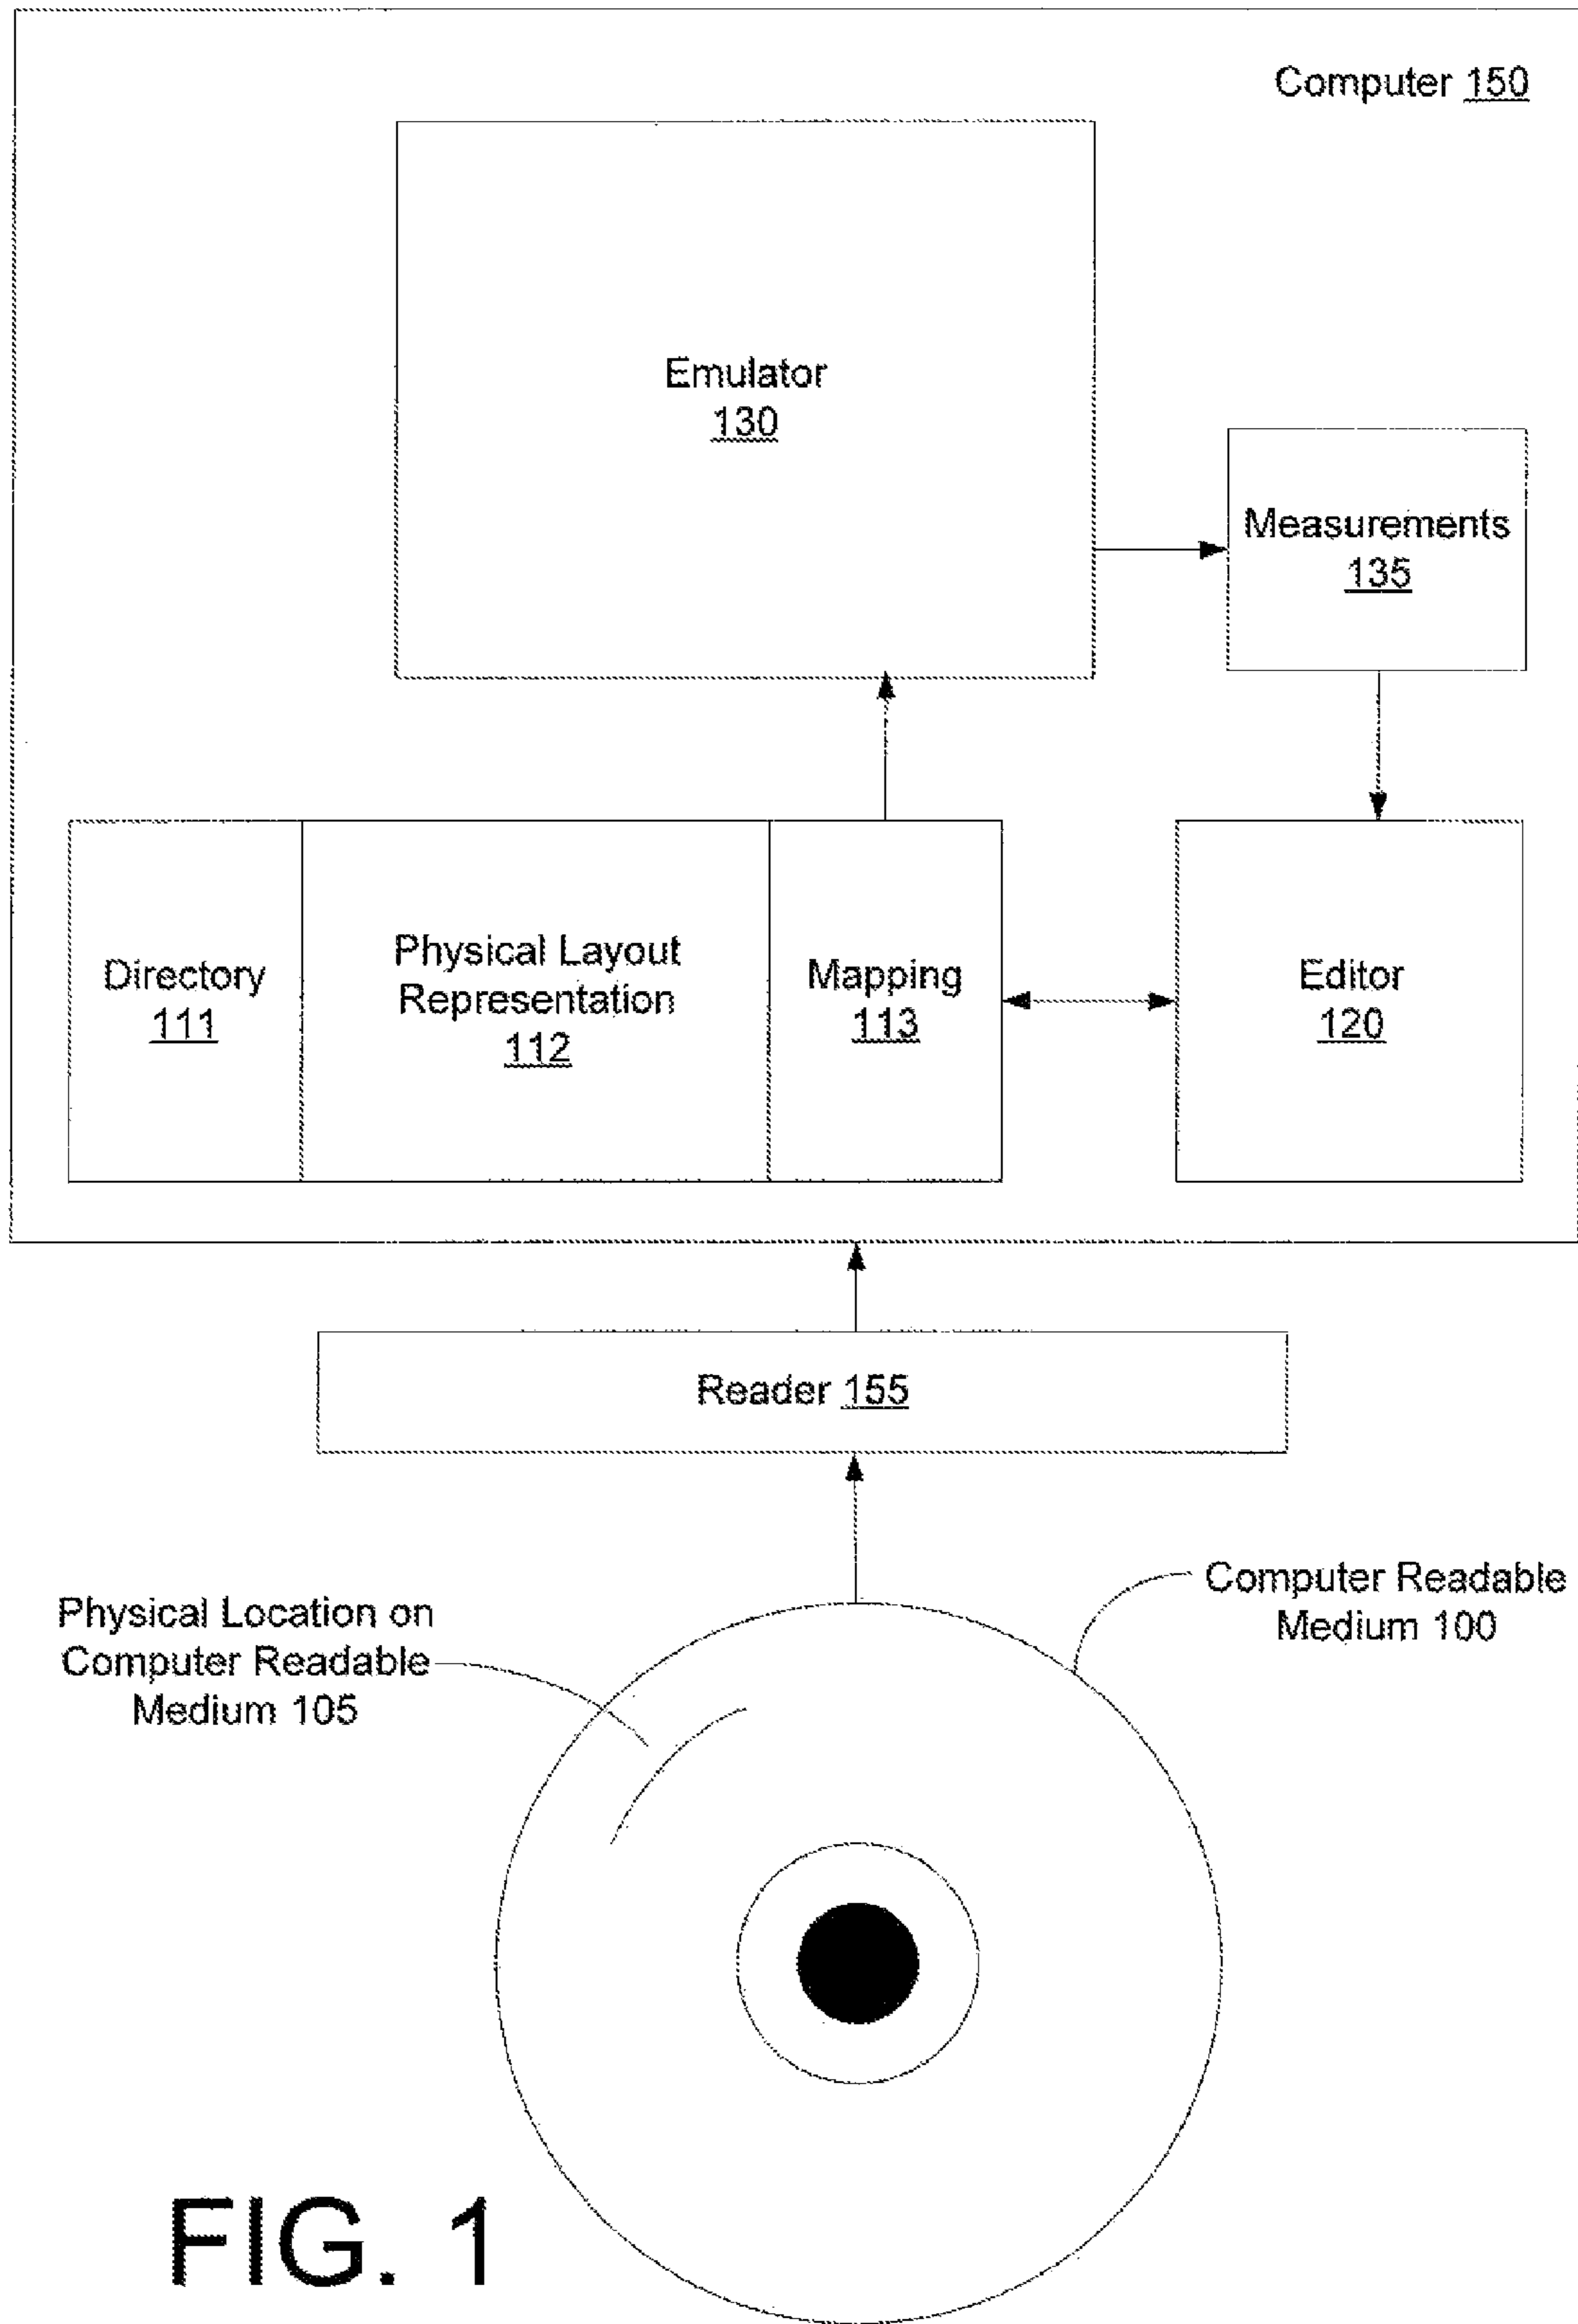 Computer 150
Emulator
130
Measurements
135
Directory
111
Physical Layout
Representation
112
Mapping
113
Editor
120
Reader 155
Physical Location on
Computer Readable
Medium 105
Computer Readable
Medium 100
FIG. 1